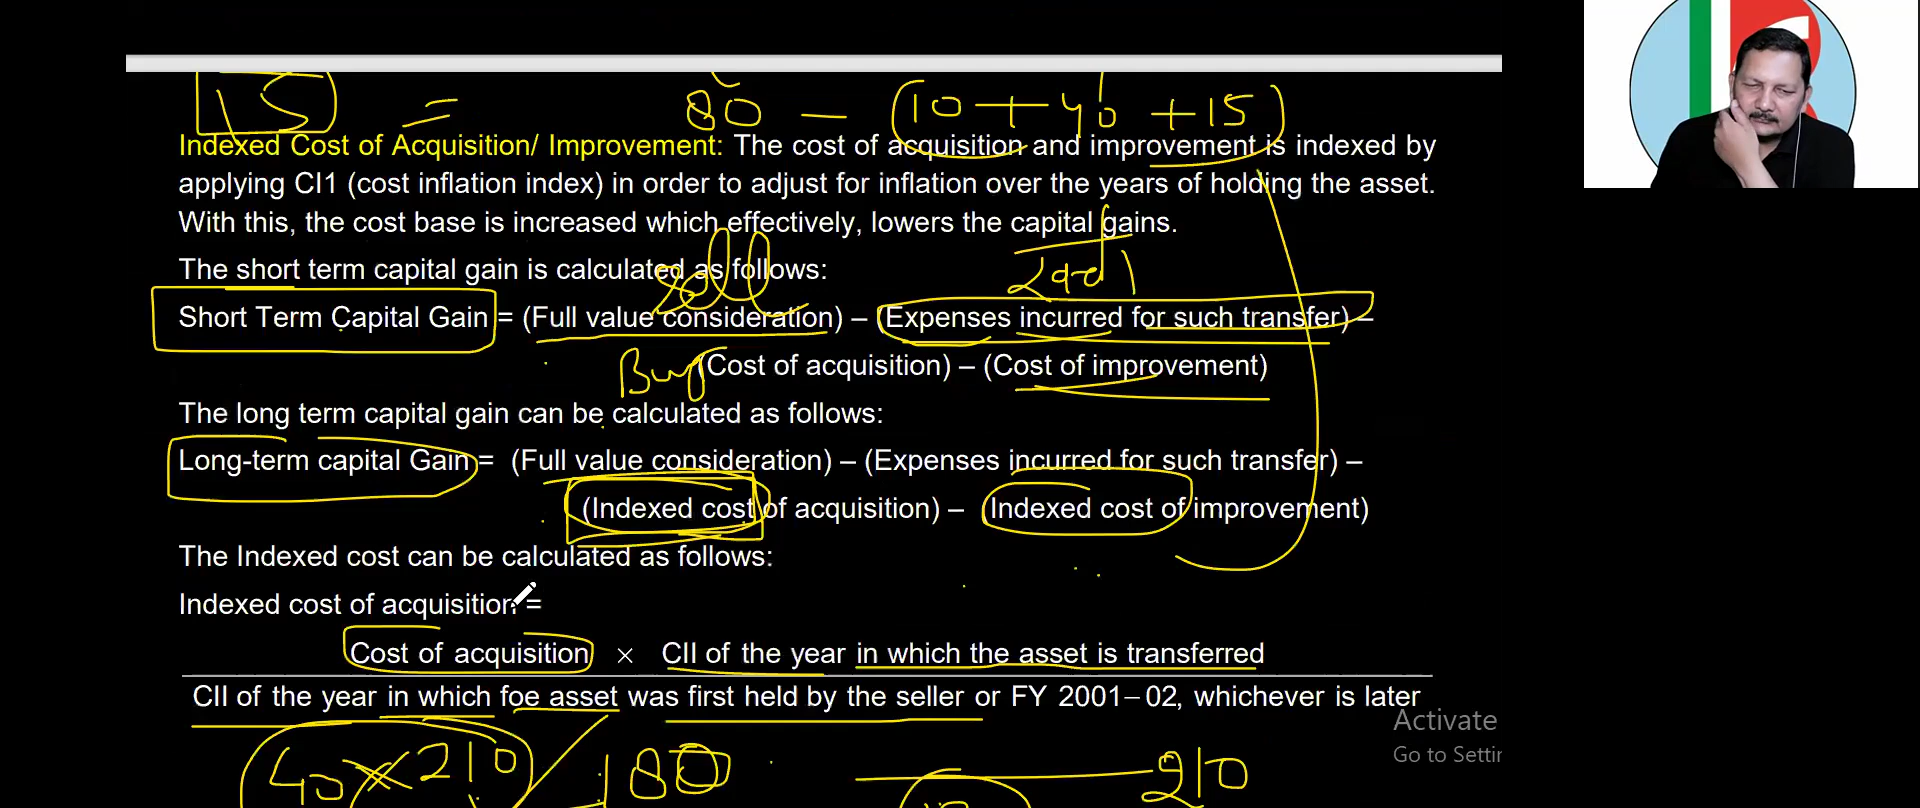 15 = 80 – (10 + 40 + 15)
Indexed Cost of Acquisition/ Improvement: The cost of acquisition and improvement is indexed by
applying CI1 (cost inflation index) in order to adjust for inflation over the years of holding the asset.
With this, the cost base is increased which effectively, lowers the capital gains.
The short term capital gain is calculated as follows:
Sell
Short Term Capital Gain = (Full value consideration) – (Expenses incurred for such transfer) –
Buy (Cost of acquisition) – (Cost of improvement)
The long term capital gain can be calculated as follows:
Long-term capital Gain = (Full value consideration) – (Expenses incurred for such transfer) –
(Indexed cost of acquisition) – (Indexed cost of improvement)
The Indexed cost can be calculated as follows:
Indexed cost of acquisition =
Cost of acquisition × CII of the year in which the asset is transferred
CII of the year in which foe asset was first held by the seller or FY 2001–02, whichever is later
Activate
Go to Settin
40 × 210 / 180 210